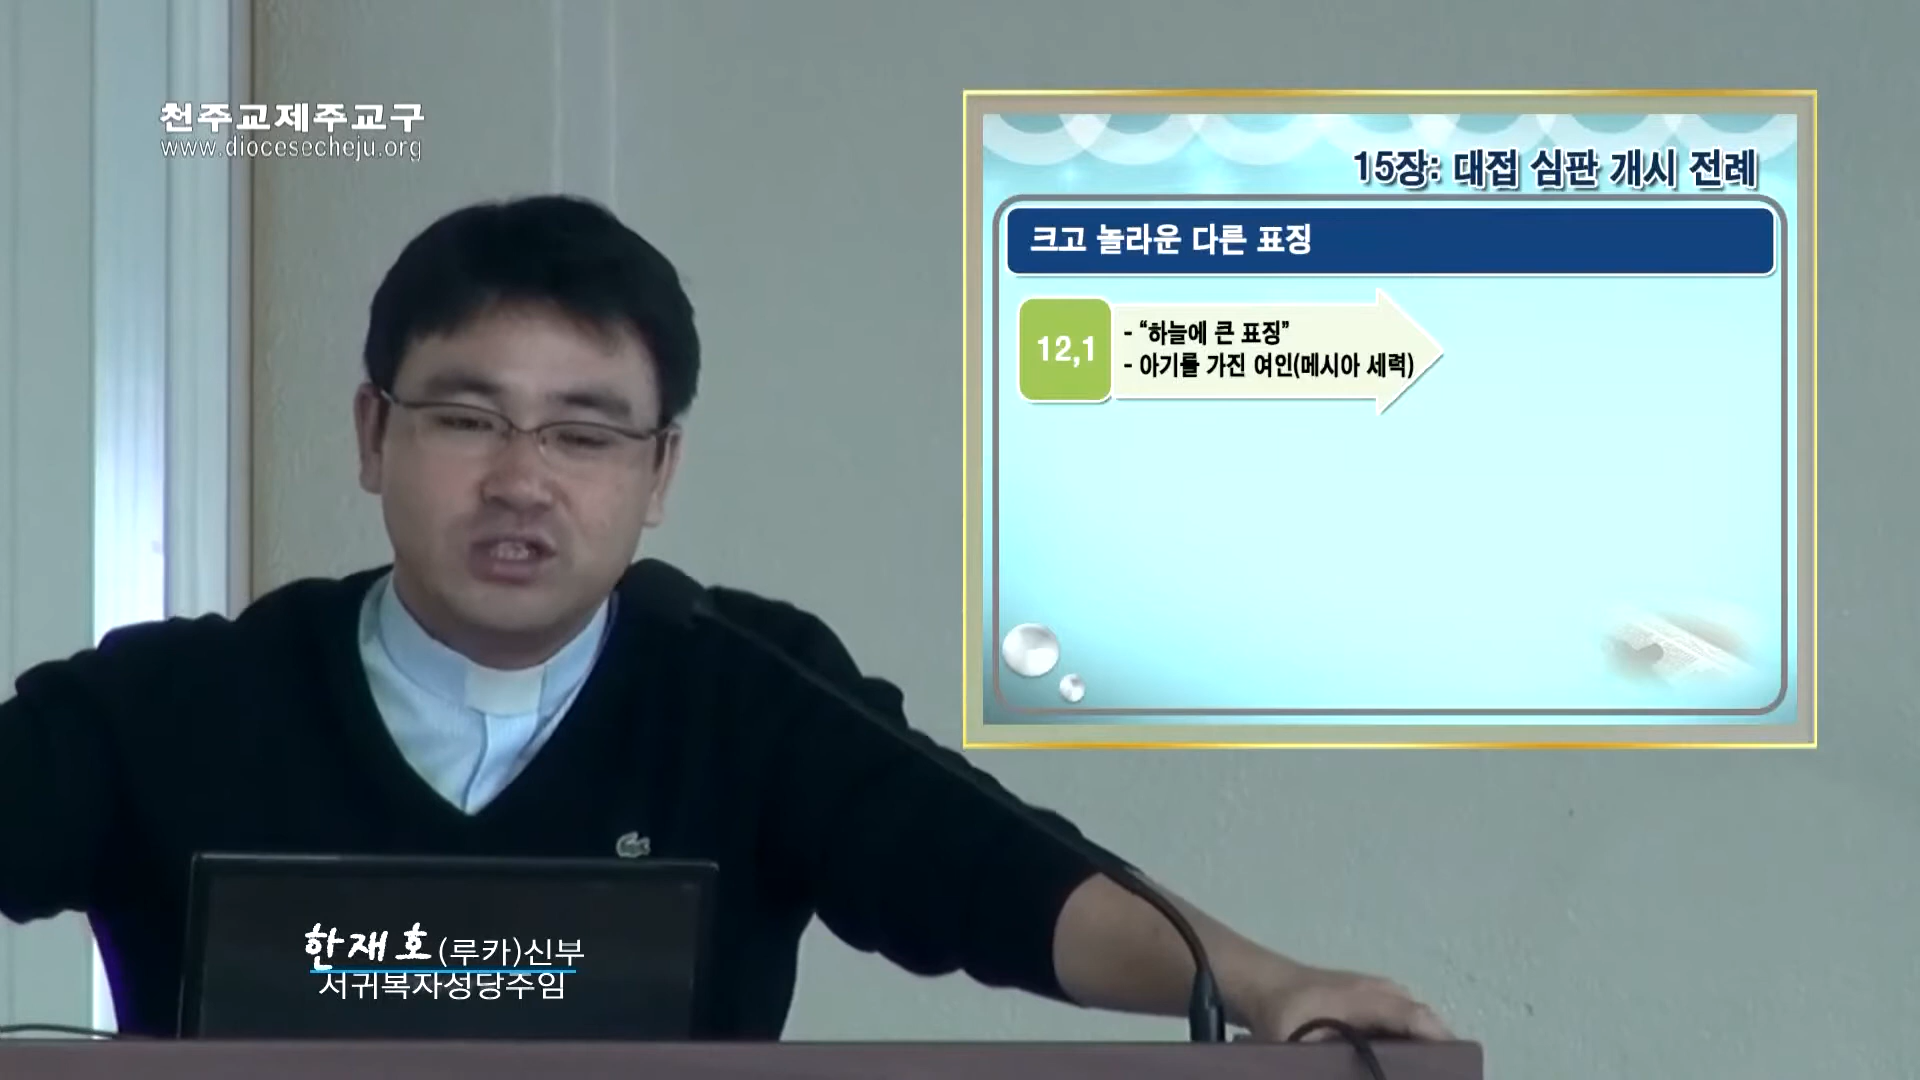 천주교제주교구
www.diocesecheju.org
15장: 대접 심판 개시 전례
크고 놀라운 다른 표징
12,1
- “하늘에 큰 표징”
- 아기를 가진 여인(메시아 세력)
한재호(루카)신부
서귀복자성당주임